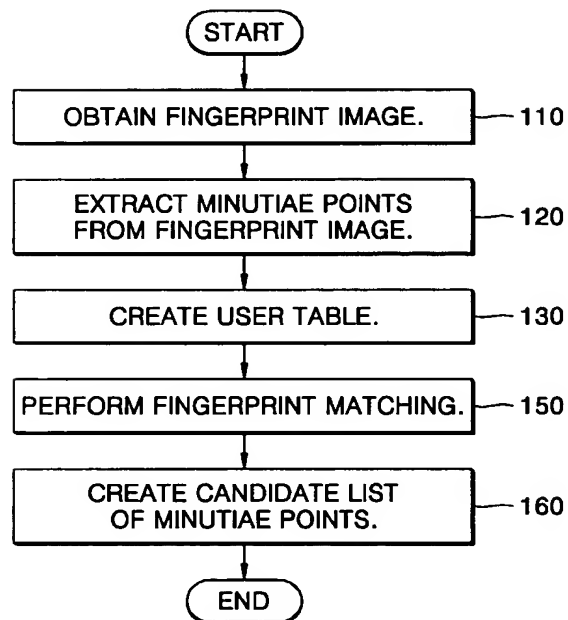 START
OBTAIN FINGERPRINT IMAGE.
110
EXTRACT MINUTIAE POINTS
FROM FINGERPRINT IMAGE.
120
CREATE USER TABLE.
130
PERFORM FINGERPRINT MATCHING.
150
CREATE CANDIDATE LIST
OF MINUTIAE POINTS.
160
END